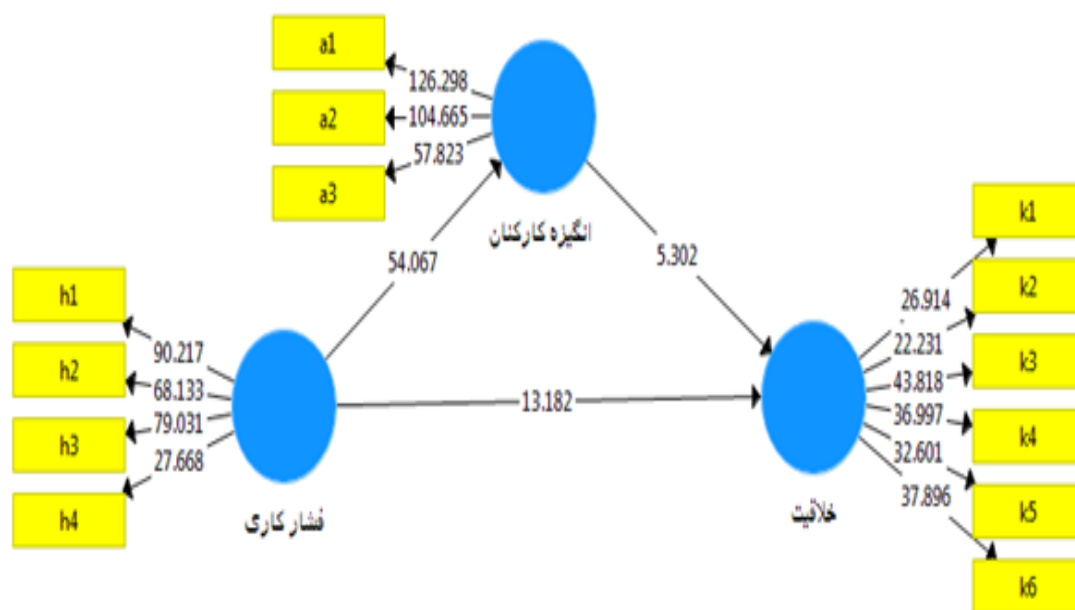 a1
126.298
a2
104.665
57.823
a3
انگیزه کارکنان
54.067
5.302
h1
90.217
h2
68.133
79.031
h3
27.668
h4
فشار کاری
13.182
خلاقیت
k1
26.914
k2
22.231
k3
43.818
36.997
k4
32.601
k5
37.896
k6